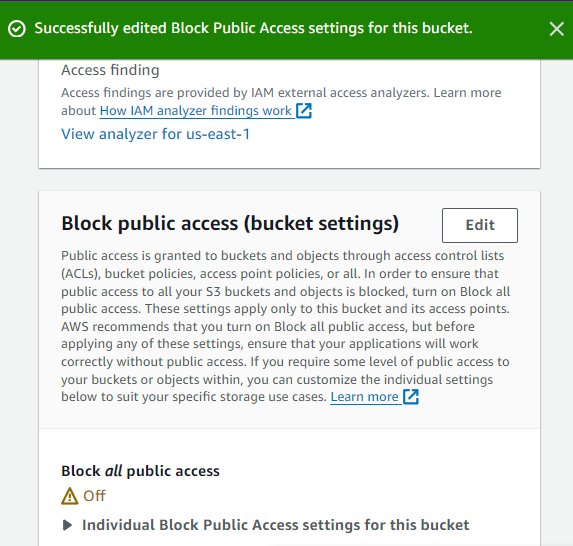 Successfully edited Block Public Access settings for this bucket.
Access finding
Access findings are provided by IAM external access analyzers. Learn more
about How IAM analyzer findings work
View analyzer for us-east-1
Block public access (bucket settings)
Edit
Public access is granted to buckets and objects through access control lists
(ACLs), bucket policies, access point policies, or all. In order to ensure that
public access to all your S3 buckets and objects is blocked, turn on Block all
public access. These settings apply only to this bucket and its access points.
AWS recommends that you turn on Block all public access, but before
applying any of these settings, ensure that your applications will work
correctly without public access. If you require some level of public access to
your buckets or objects within, you can customize the individual settings
below to suit your specific storage use cases. Learn more
Block all public access
Off
Individual Block Public Access settings for this bucket